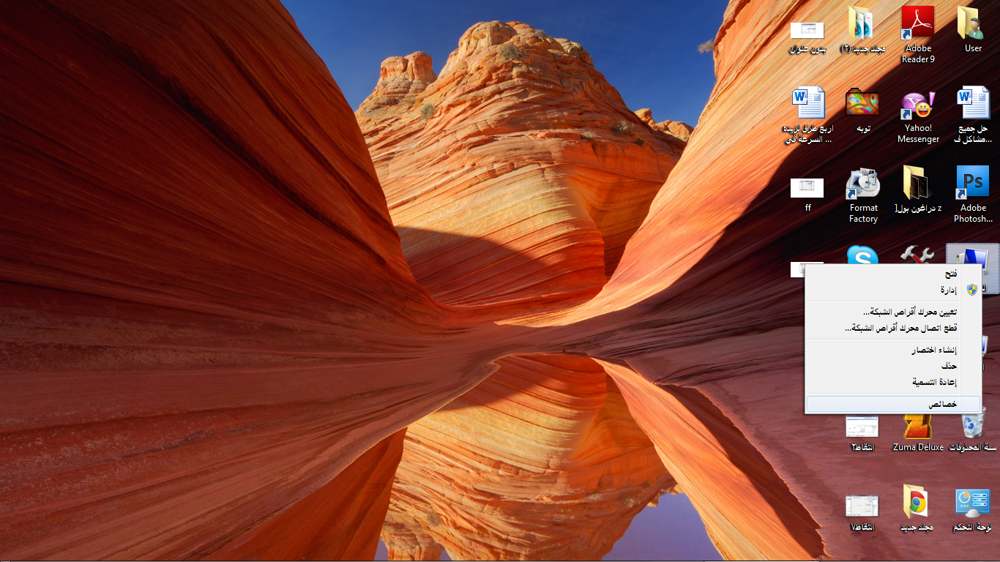 User
Adobe
Reader 9
مجلد جديد (٢)
بدون عنوان
حل جميع
مشاكل ف...
Yahoo!
Messenger
توبه
اربع طرق لزيادة
السرعة في ...
Adobe
Photosh...
دراغون بول[ z
Format
Factory
ff
فتح
إدارة
تعيين محرك أقراص الشبكة...
قطع اتصال محرك أقراص الشبكة...
إنشاء اختصار
حذف
إعادة التسمية
خصائص
سلة المحذوفات
Zuma Deluxe
التقاط٢
لوحة التحكم
مجلد جديد
التقاط٧